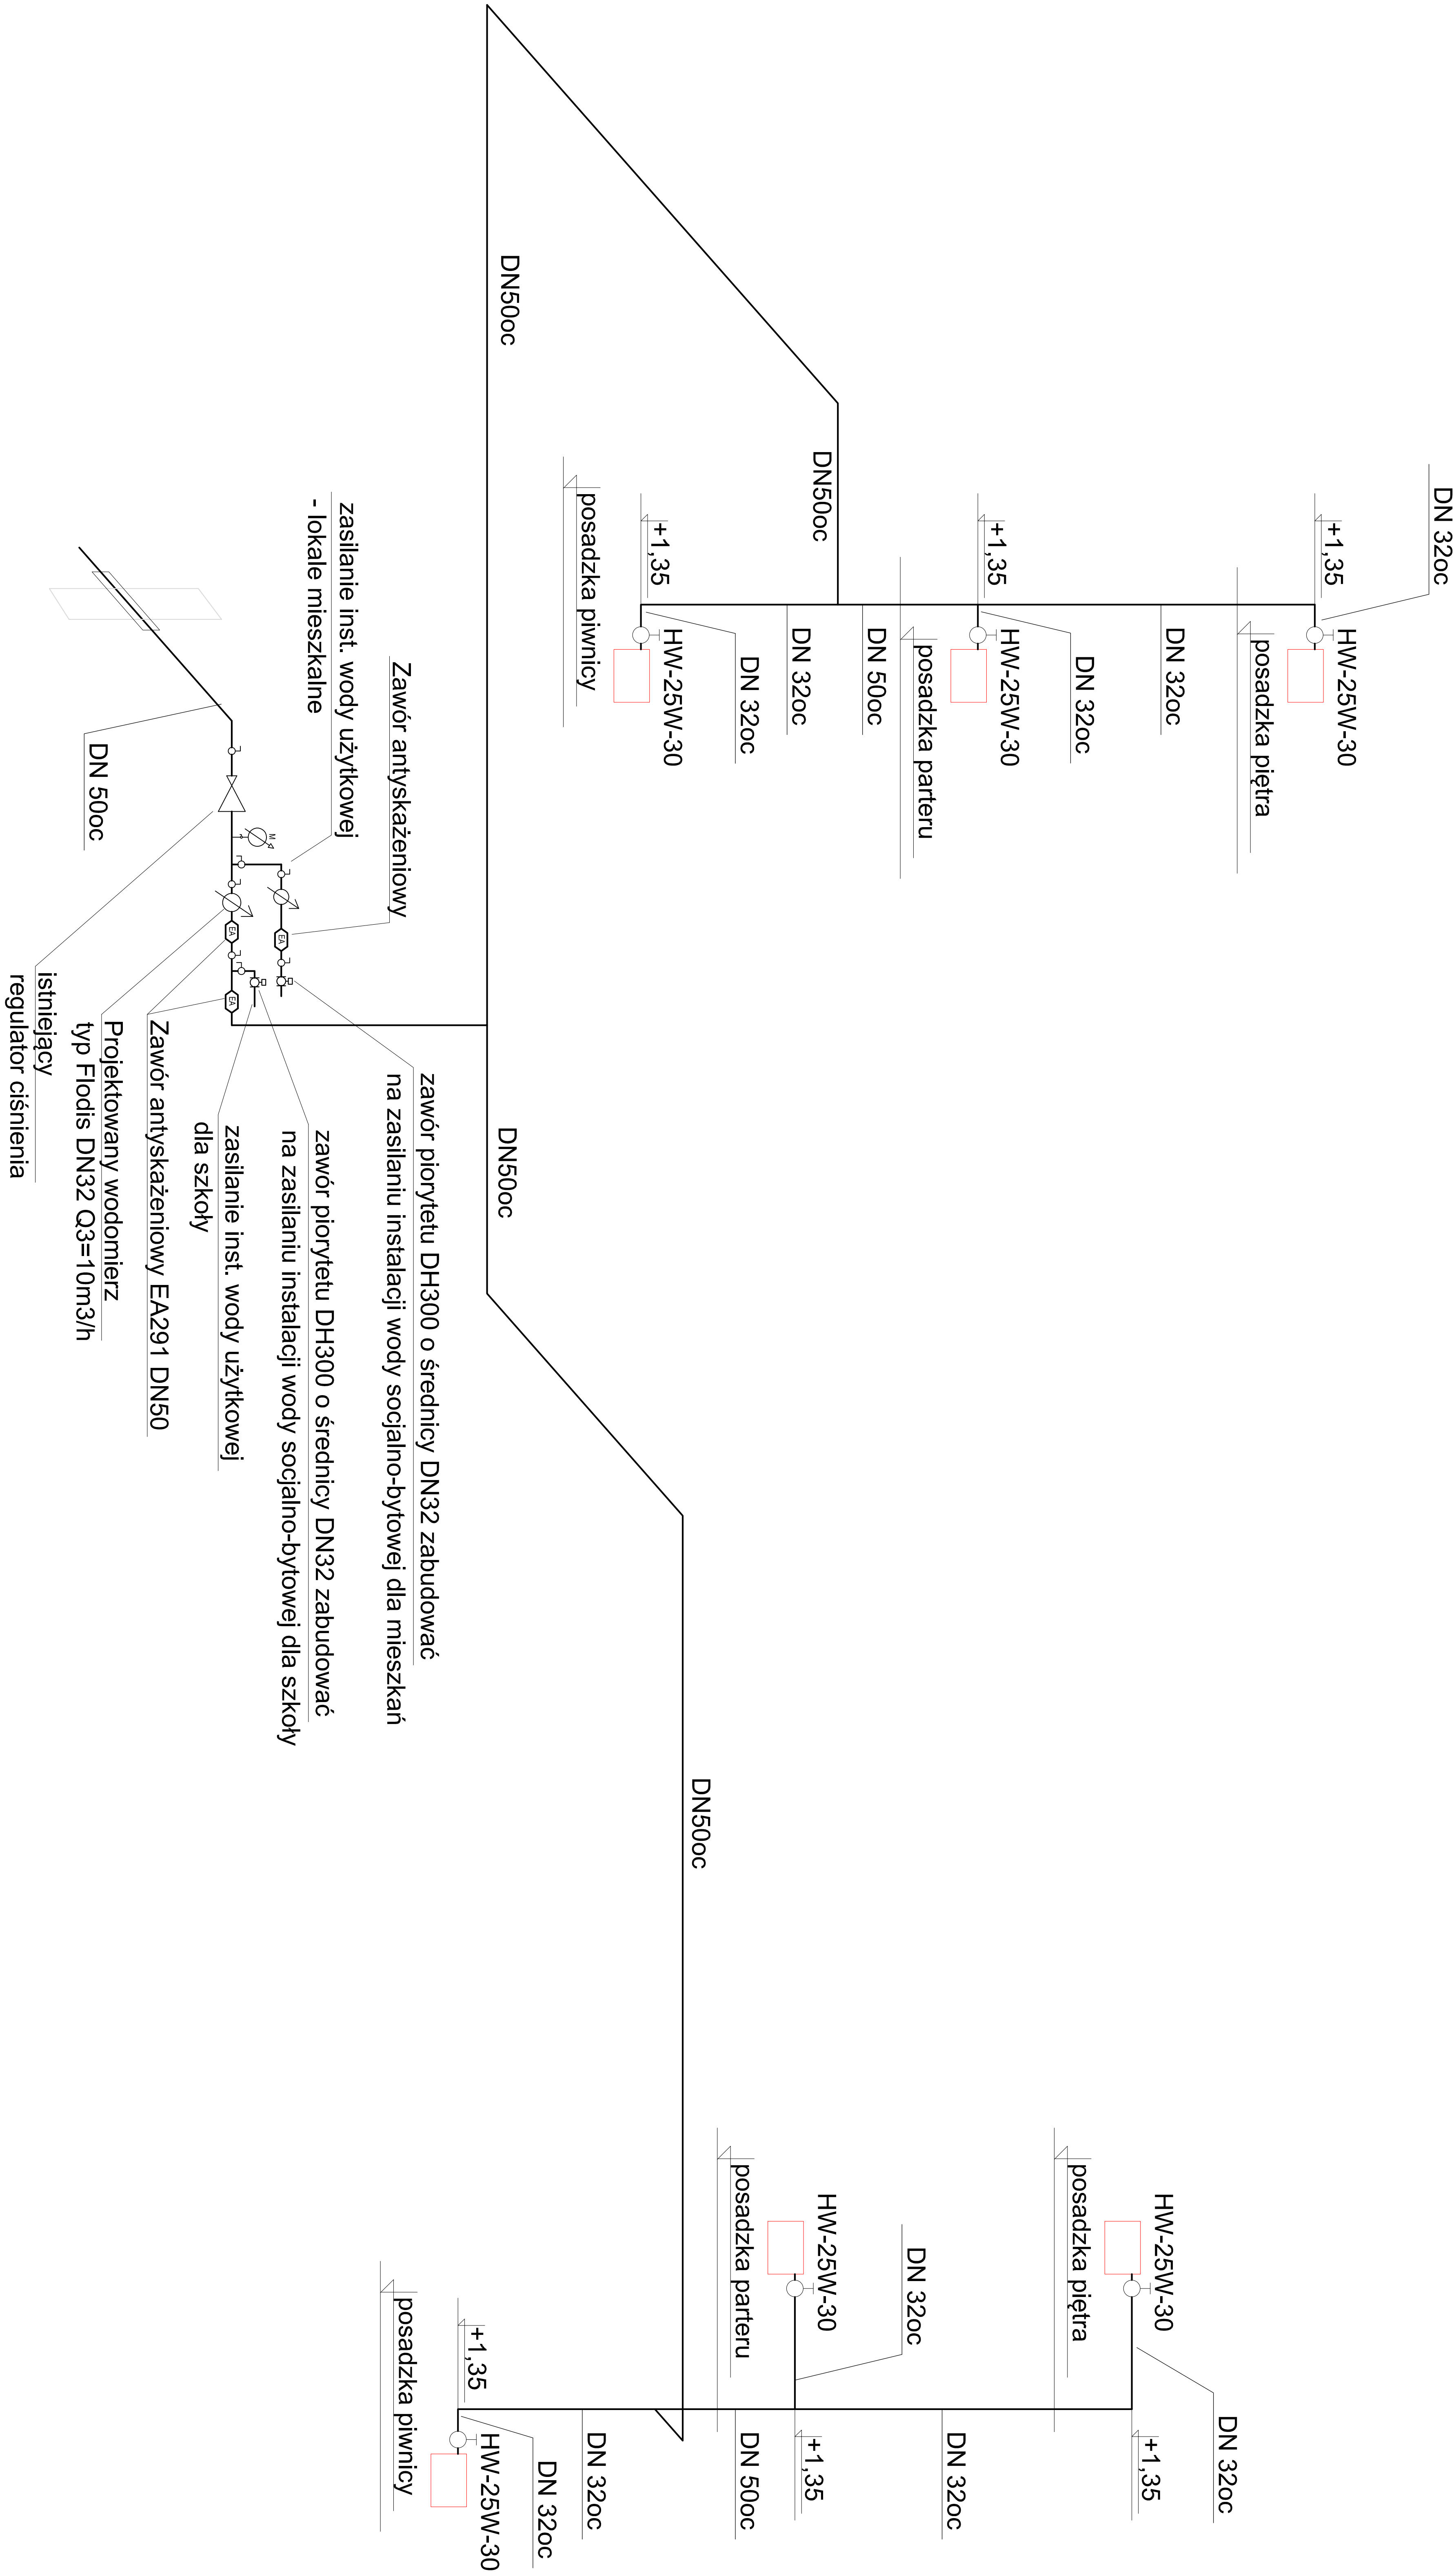 DN 32oc
+1,35
HW-25W-30
posadzka piętra
DN 32oc
DN 32oc
+1,35
HW-25W-30
posadzka parteru
DN 50oc
DN50oc
DN 32oc
DN 32oc
+1,35
HW-25W-30
posadzka piwnicy
DN50oc
DN50oc
DN50oc
DN 32oc
+1,35
HW-25W-30
posadzka piętra
DN 32oc
DN 32oc
+1,35
HW-25W-30
posadzka parteru
DN 50oc
DN 32oc
DN 32oc
+1,35
HW-25W-30
posadzka piwnicy
Zawór antyskażeniowy
zasilanie inst. wody użytkowej
- lokale mieszkalne
zawór piorytetu DH300 o średnicy DN32 zabudować
na zasilaniu instalacji wody socjalno-bytowej dla mieszkań
zawór piorytetu DH300 o średnicy DN32 zabudować
na zasilaniu instalacji wody socjalno-bytowej dla szkoły
zasilanie inst. wody użytkowej
dla szkoły
M
EA
EA
EA
DN 50oc
Zawór antyskażeniowy EA291 DN50
Projektowany wodomierz
typ Flodis DN32 Q3=10m3/h
istniejący
regulator ciśnienia